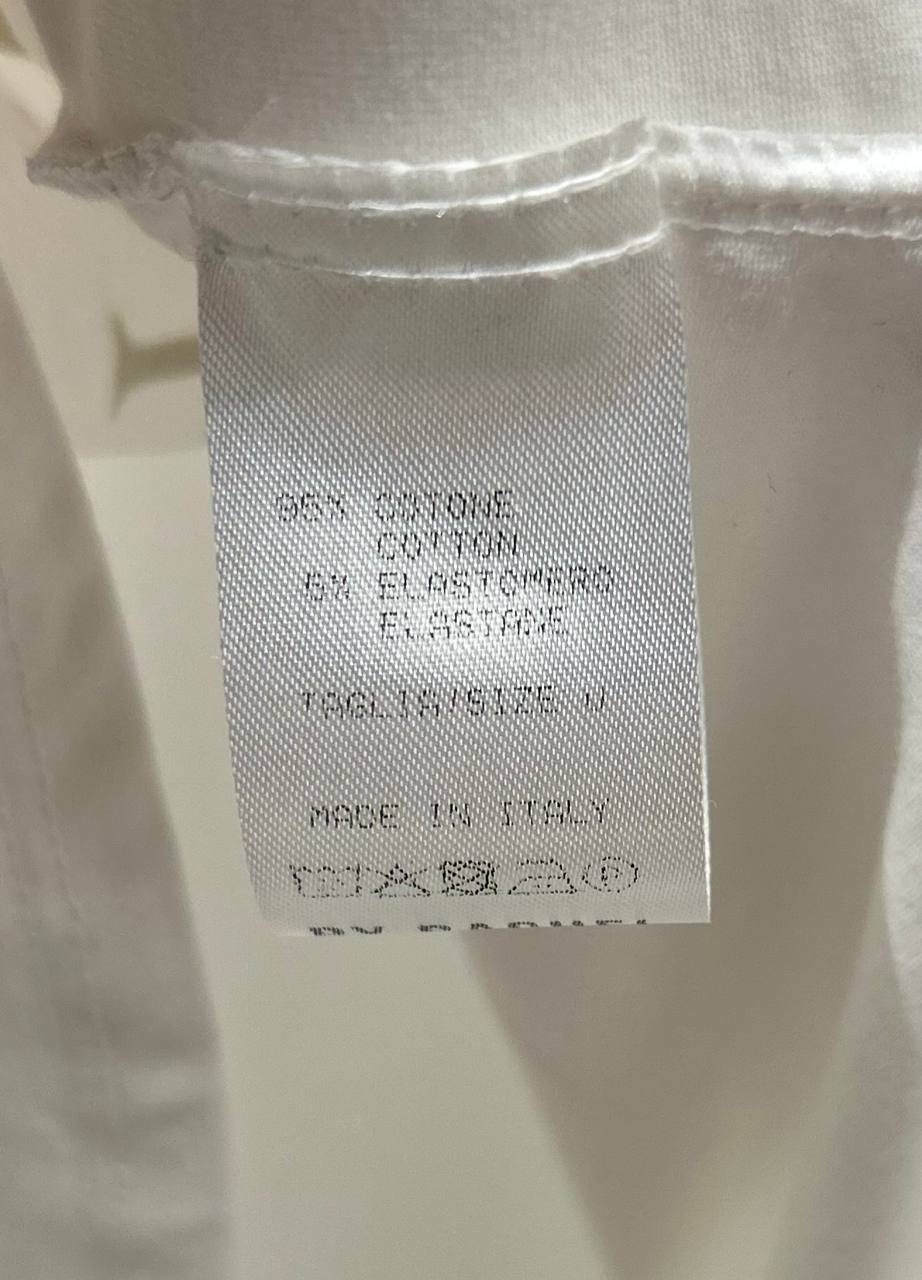 95% COTONE
COTTON
5% ELASTOMERO
ELASTANE
TAGLIA/SIZE U
MADE IN ITALY